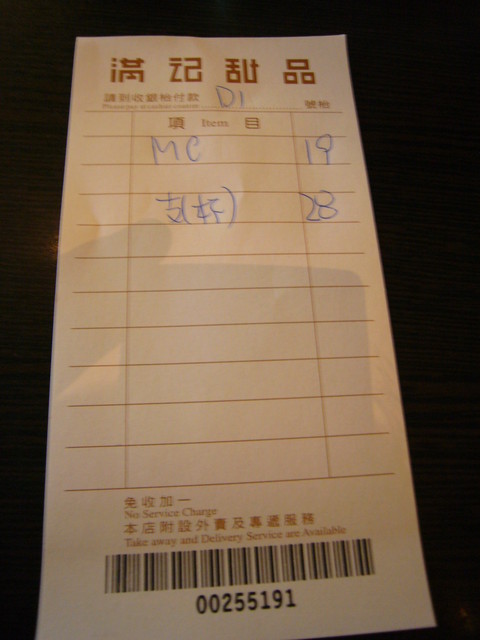 滿記甜品
請到收銀枱付款 D1 號枱
Please pay at cashier counter
項 Item 目
MC 19
(杯) 28
免收加一
No Service Charge
本店附設外賣及專遞服務
Take away and Delivery Service are Available
00255191